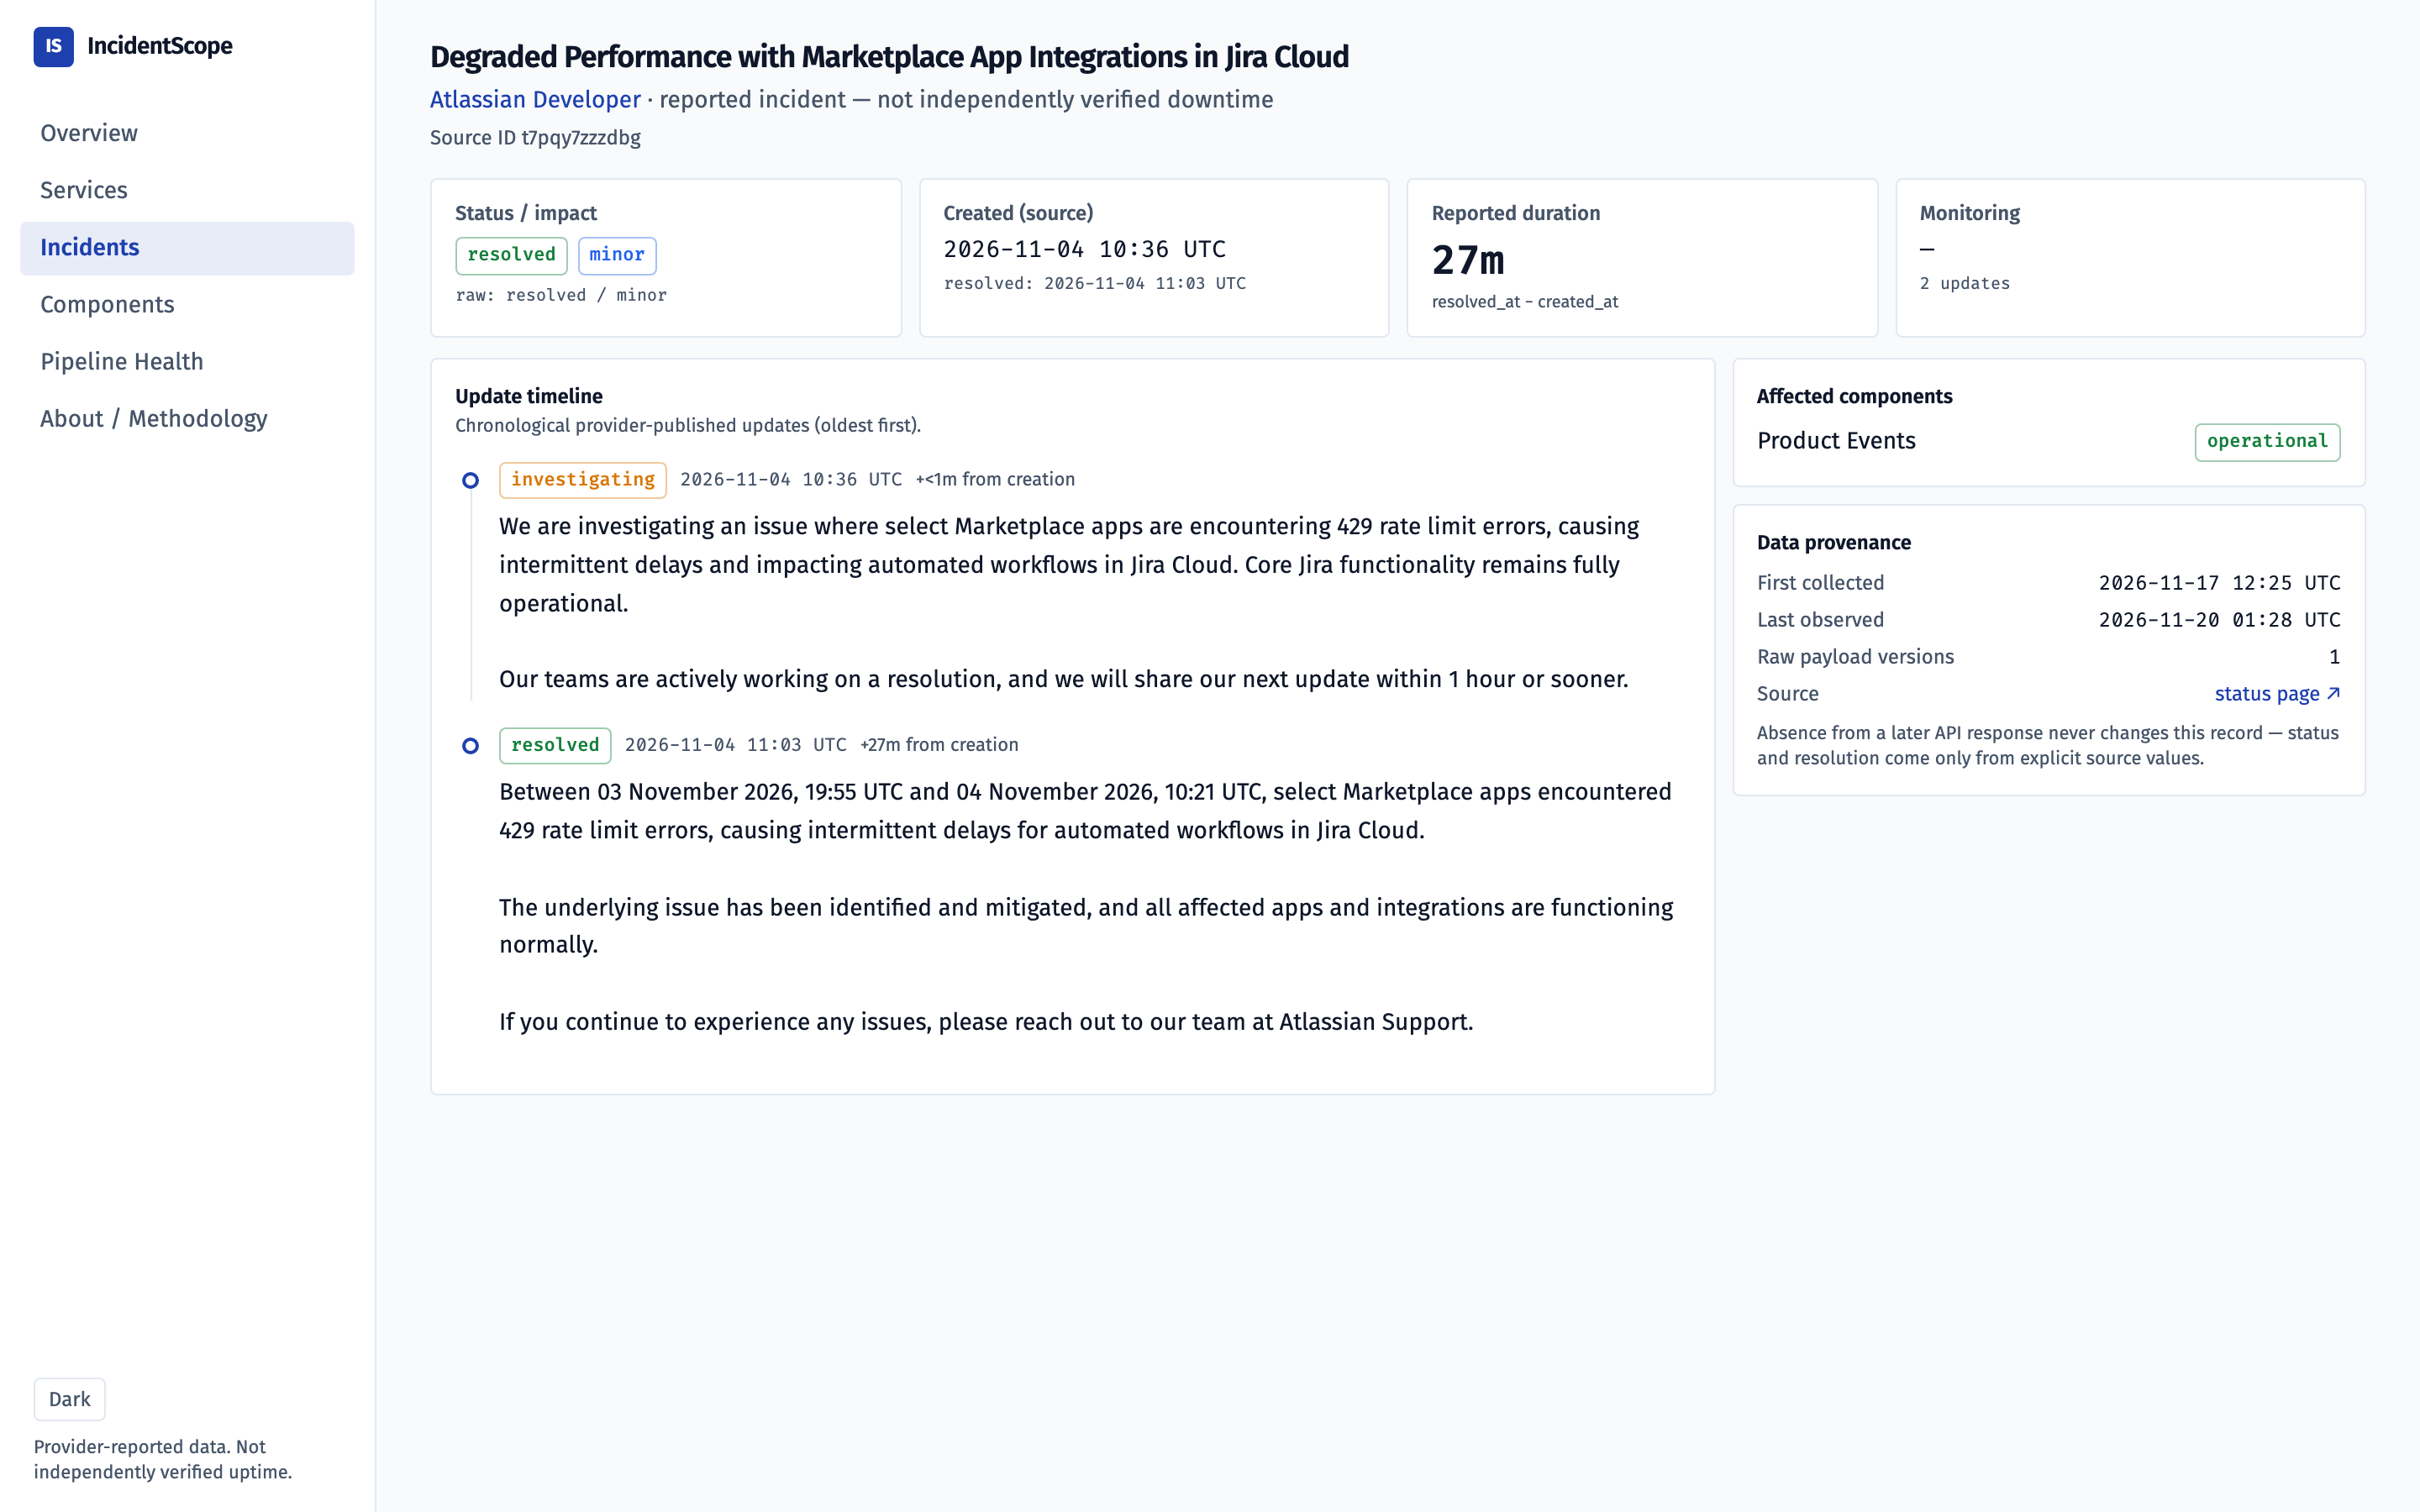 IS IncidentScope
Overview
Services
Incidents
Components
Pipeline Health
About / Methodology
Dark
Provider-reported data. Not
independently verified uptime.
Degraded Performance with Marketplace App Integrations in Jira Cloud
Atlassian Developer · reported incident — not independently verified downtime
Source ID t7pqy7zzzdbg
Status / impact
resolved minor
raw: resolved / minor
Created (source)
2026-11-04 10:36 UTC
resolved: 2026-11-04 11:03 UTC
Reported duration
27m
resolved_at − created_at
Monitoring
—
2 updates
Update timeline
Chronological provider-published updates (oldest first).
investigating 2026-11-04 10:36 UTC +<1m from creation
We are investigating an issue where select Marketplace apps are encountering 429 rate limit errors, causing
intermittent delays and impacting automated workflows in Jira Cloud. Core Jira functionality remains fully
operational.
Our teams are actively working on a resolution, and we will share our next update within 1 hour or sooner.
resolved 2026-11-04 11:03 UTC +27m from creation
Between 03 November 2026, 19:55 UTC and 04 November 2026, 10:21 UTC, select Marketplace apps encountered
429 rate limit errors, causing intermittent delays for automated workflows in Jira Cloud.
The underlying issue has been identified and mitigated, and all affected apps and integrations are functioning
normally.
If you continue to experience any issues, please reach out to our team at Atlassian Support.
Affected components
Product Events operational
Data provenance
First collected 2026-11-17 12:25 UTC
Last observed 2026-11-20 01:28 UTC
Raw payload versions 1
Source status page ↗
Absence from a later API response never changes this record — status
and resolution come only from explicit source values.